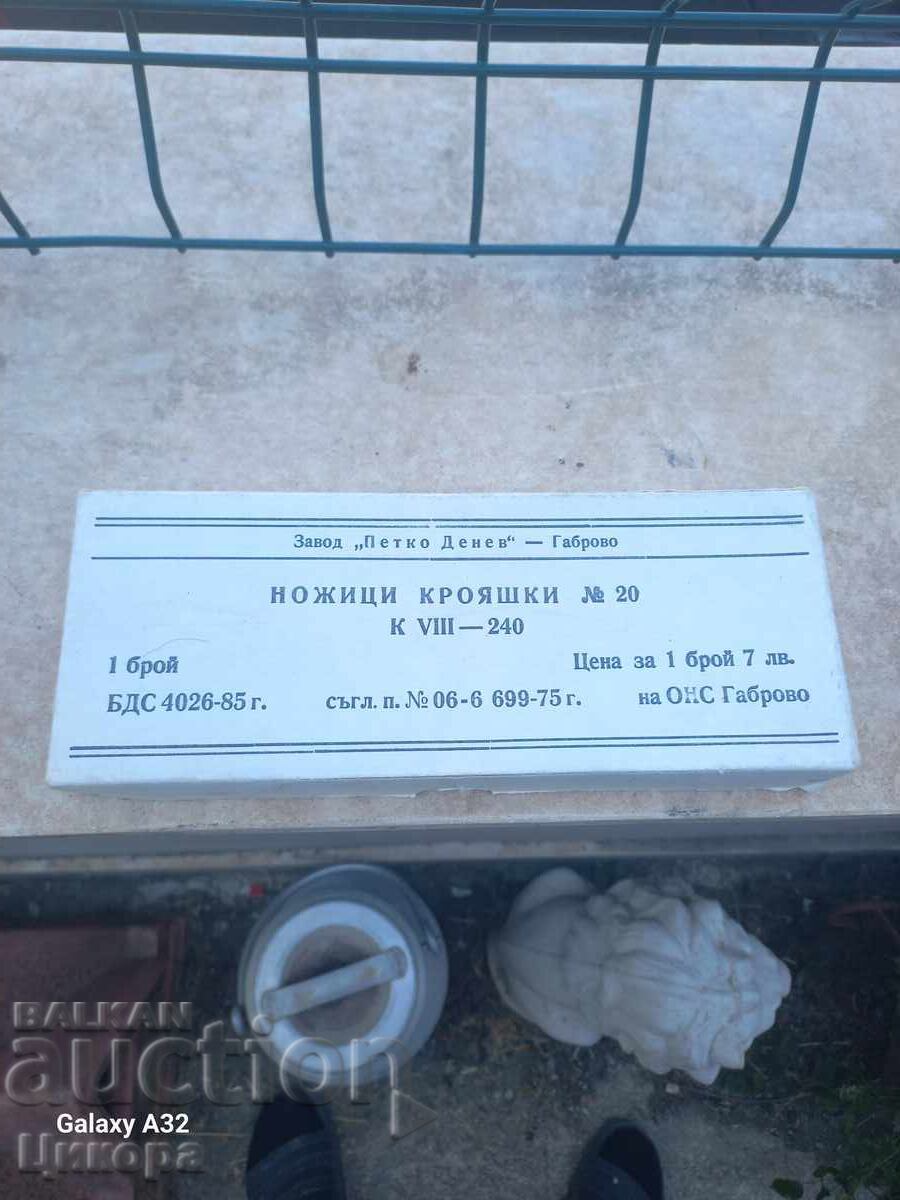 Завод „Петко Денев“ — Габрово
НОЖИЦИ КРОЯШКИ № 20
К VIII—240
1 брой Цена за 1 брой 7 лв.
БДС 4026-85 г. съгл. п. № 06-6 699-75 г. на ОНС Габрово
BALKAN
auction
Galaxy A32
Цикора